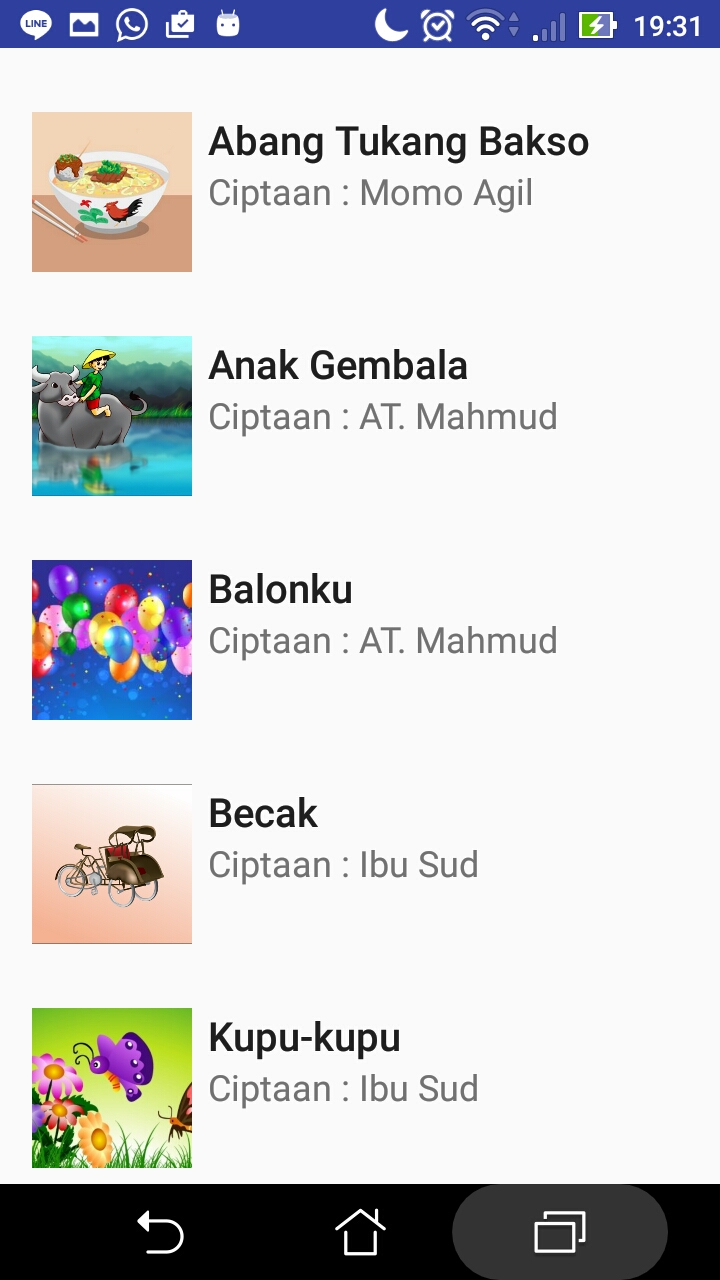 LINE
19:31
Abang Tukang Bakso
Ciptaan : Momo Agil
Anak Gembala
Ciptaan : AT. Mahmud
Balonku
Ciptaan : AT. Mahmud
Becak
Ciptaan : Ibu Sud
Kupu-kupu
Ciptaan : Ibu Sud